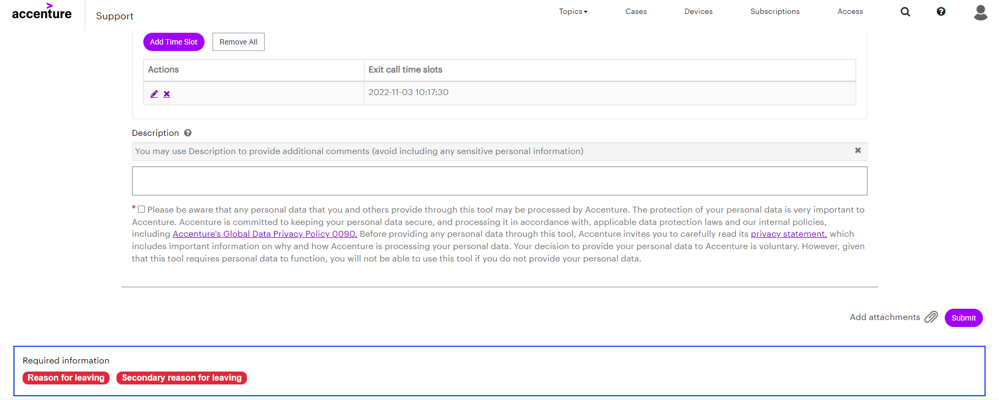 accenture
Support
Topics
Cases
Devices
Subscriptions
Access
Add Time Slot
Remove All
Actions
Exit call time slots
2022-11-03 10:17:30
Description
You may use Description to provide additional comments (avoid including any sensitive personal information)
* Please be aware that any personal data that you and others provide through this tool may be processed by Accenture. The protection of your personal data is very important to
Accenture. Accenture is committed to keeping your personal data secure, and processing it in accordance with, applicable data protection laws and our internal policies,
including Accenture's Global Data Privacy Policy 0090. Before providing any personal data through this tool, Accenture invites you to carefully read its privacy statement, which
includes important information on why and how Accenture is processing your personal data. Your decision to provide your personal data to Accenture is voluntary. However, given
that this tool requires personal data to function, you will not be able to use this tool if you do not provide your personal data.
Add attachments
Submit
Required information
Reason for leaving
Secondary reason for leaving